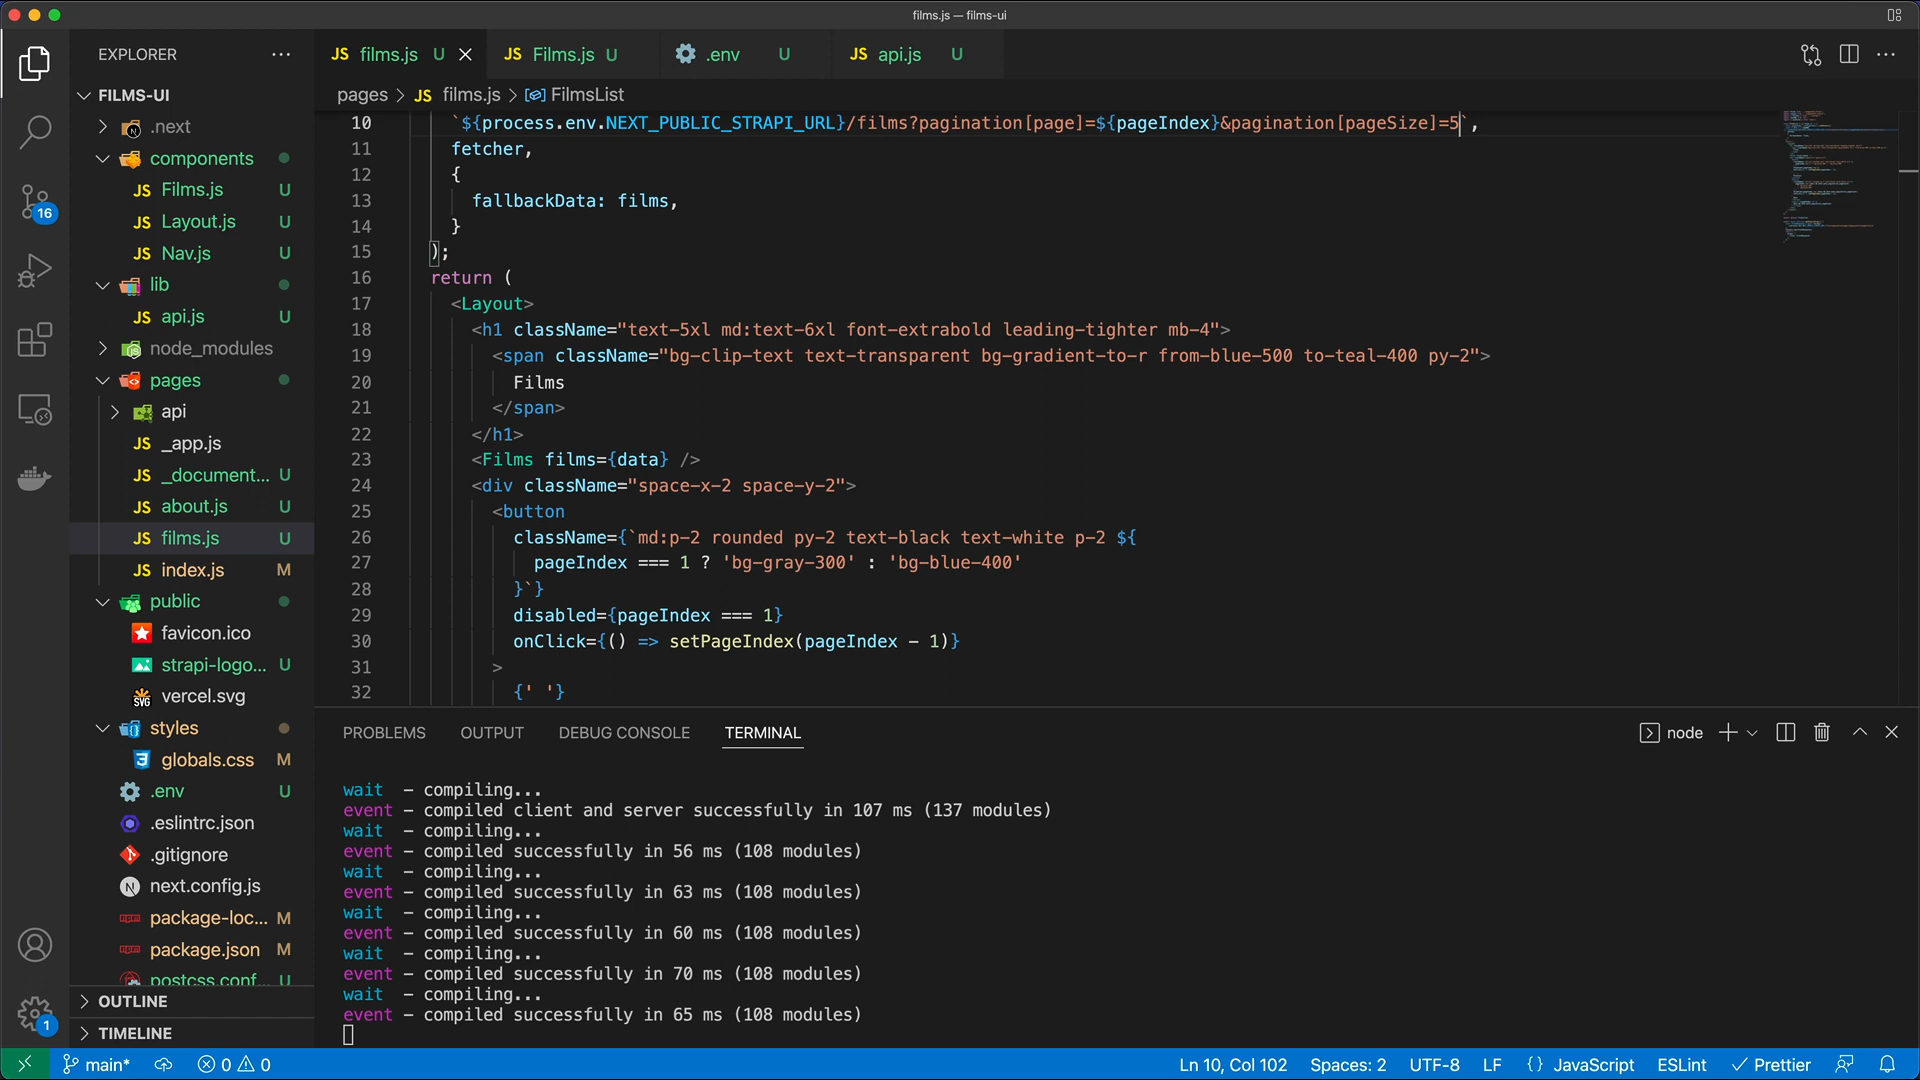 films.js — films-ui
EXPLORER
FILMS-UI
.next
components
Films.js U
Layout.js U
Nav.js U
lib
api.js U
node_modules
pages
api
_app.js
_document... U
about.js U
films.js U
index.js M
public
favicon.ico
strapi-logo... U
vercel.svg
styles
globals.css M
.env U
.eslintrc.json
.gitignore
next.config.js
package-loc... M
package.json M
postcss.conf... U
OUTLINE
TIMELINE
16
1
JS films.js U
JS Films.js U
.env U
JS api.js U
pages > JS films.js > FilmsList
10 `${process.env.NEXT_PUBLIC_STRAPI_URL}/films?pagination[page]=${pageIndex}&pagination[pageSize]=5`,
11 fetcher,
12 {
13 fallbackData: films,
14 }
15 );
16 return (
17 <Layout>
18 <h1 className="text-5xl md:text-6xl font-extrabold leading-tighter mb-4">
19 <span className="bg-clip-text text-transparent bg-gradient-to-r from-blue-500 to-teal-400 py-2">
20 Films
21 </span>
22 </h1>
23 <Films films={data} />
24 <div className="space-x-2 space-y-2">
25 <button
26 className={`md:p-2 rounded py-2 text-black text-white p-2 ${
27 pageIndex === 1 ? 'bg-gray-300' : 'bg-blue-400'
28 }`}
29 disabled={pageIndex === 1}
30 onClick={() => setPageIndex(pageIndex - 1)}
31 >
32 {' '}
PROBLEMS OUTPUT DEBUG CONSOLE TERMINAL
node
wait - compiling...
event - compiled client and server successfully in 107 ms (137 modules)
wait - compiling...
event - compiled successfully in 56 ms (108 modules)
wait - compiling...
event - compiled successfully in 63 ms (108 modules)
wait - compiling...
event - compiled successfully in 60 ms (108 modules)
wait - compiling...
event - compiled successfully in 70 ms (108 modules)
wait - compiling...
event - compiled successfully in 65 ms (108 modules)
main* 0 0
Ln 10, Col 102 Spaces: 2 UTF-8 LF {} JavaScript ESLint Prettier